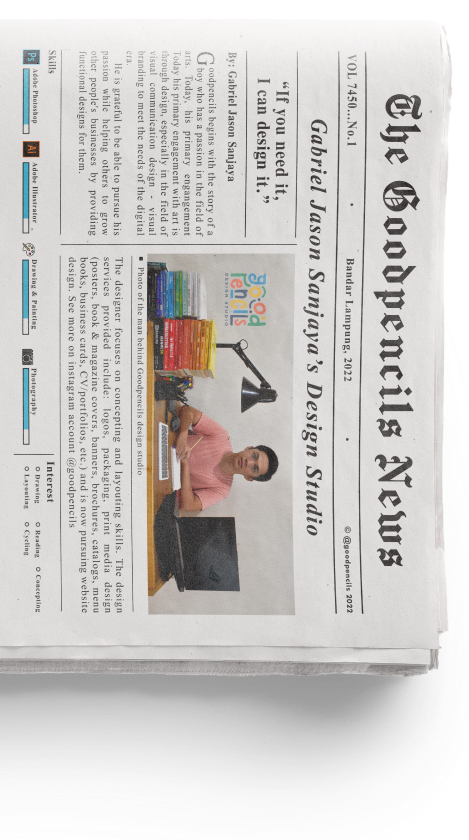 The Goodpencils News
VOL. 7450....No.1 • Bandar Lampung, 2022 • © @goodpencils 2022
Gabriel Jason Sanjaya's Design Studio
“If you need it,
I can design it.”
By: Gabriel Jason Sanjaya
Goodpencils begins with the story of a
boy who has a passion in the field of
arts. Today, his primary engangement
Today his primary engagement with art is
through design, especially in the field of
visual communication design - visual
branding to meet the needs of the digital
era.
He is grateful to be able to pursue his
passion while helping others to grow
other people's businesses by providing
functional designs for them.
good
pencils
DESIGN STUDIO
Photo of the man behind Goodpencils design studio
The designer focuses on concepting and layouting skills. The design
services provided include: logos, packaging, print media design
(posters, book & magazine covers, banners, brochures, catalogs, menu
books, business cards, CV/portfolios, etc.) and is now pursuing website
design. See more on instagram account @goodpencils
Skills
Ps
Adobe Photoshop
Ai
Adobe Illustrator
Drawing & Painting
Photography
Interest
Drawing
Reading
Concepting
Layouting
Cycling